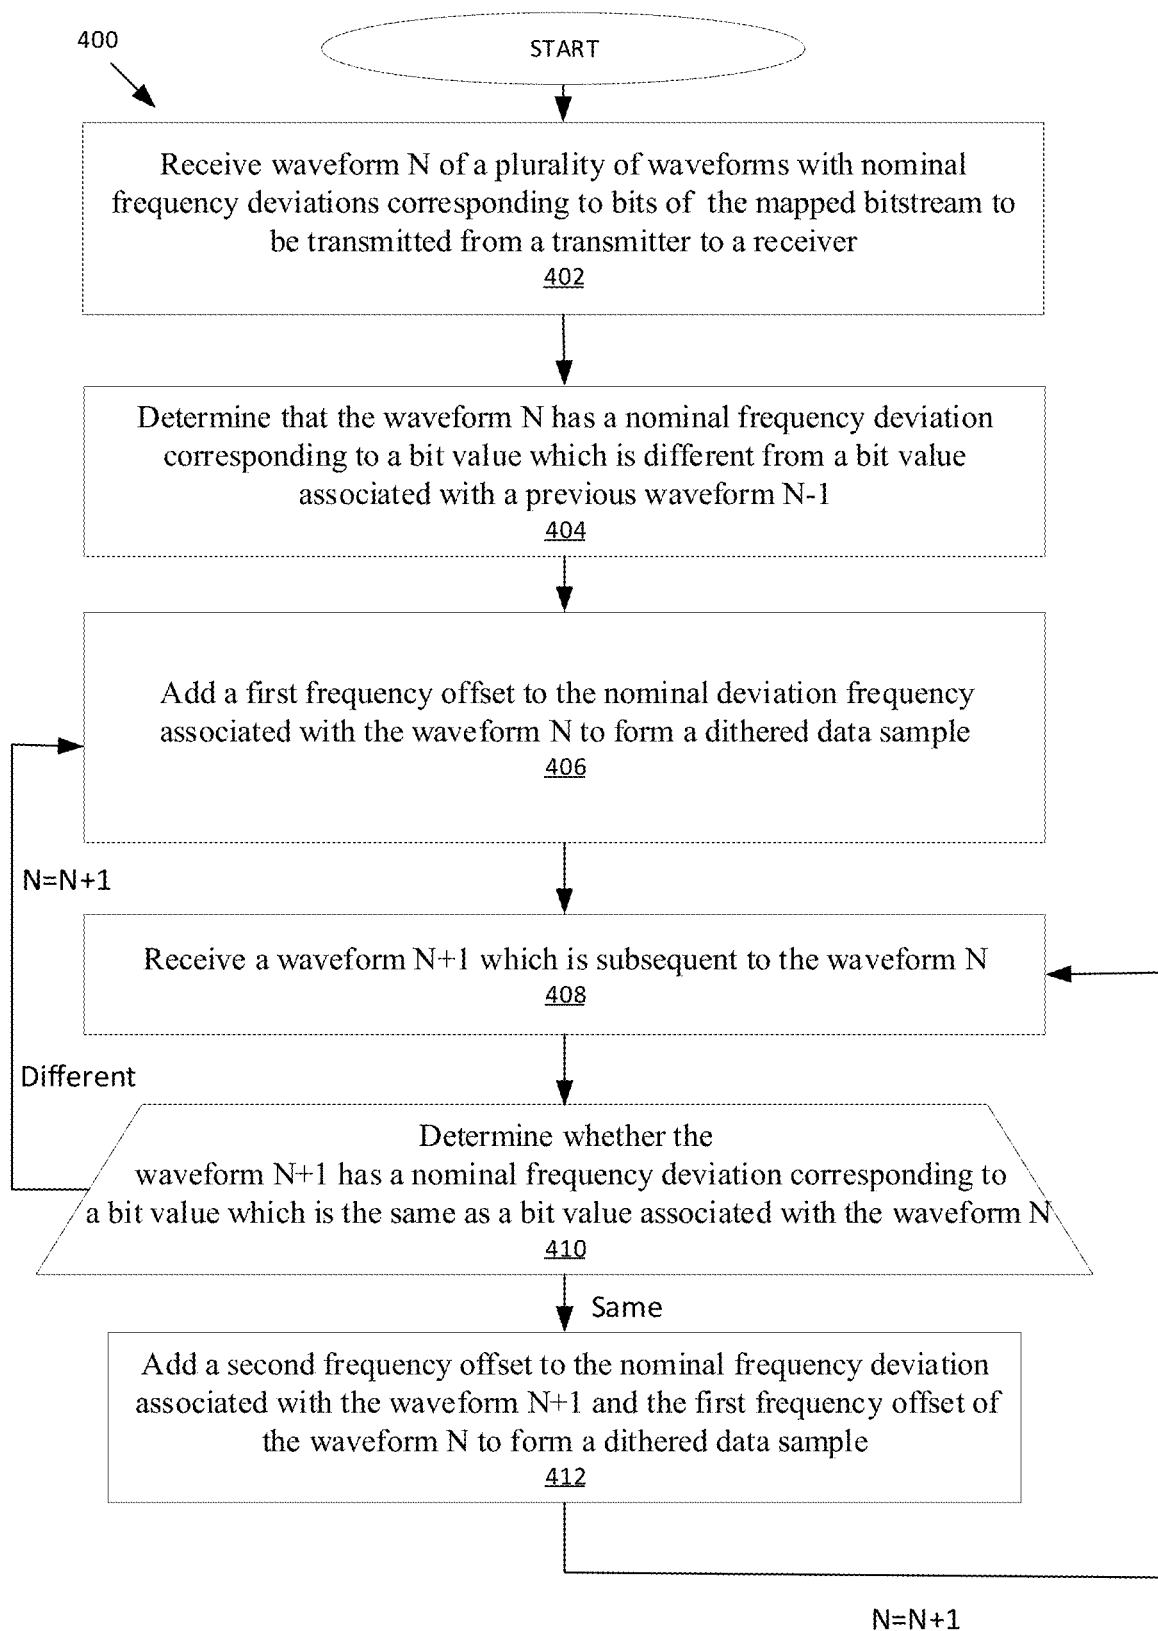 400
START
Receive waveform N of a plurality of waveforms with nominal
frequency deviations corresponding to bits of the mapped bitstream to
be transmitted from a transmitter to a receiver
402
Determine that the waveform N has a nominal frequency deviation
corresponding to a bit value which is different from a bit value
associated with a previous waveform N-1
404
Add a first frequency offset to the nominal deviation frequency
associated with the waveform N to form a dithered data sample
406
N=N+1
Receive a waveform N+1 which is subsequent to the waveform N
408
Different
Determine whether the
waveform N+1 has a nominal frequency deviation corresponding to
a bit value which is the same as a bit value associated with the waveform N
410
Same
Add a second frequency offset to the nominal frequency deviation
associated with the waveform N+1 and the first frequency offset of
the waveform N to form a dithered data sample
412
N=N+1